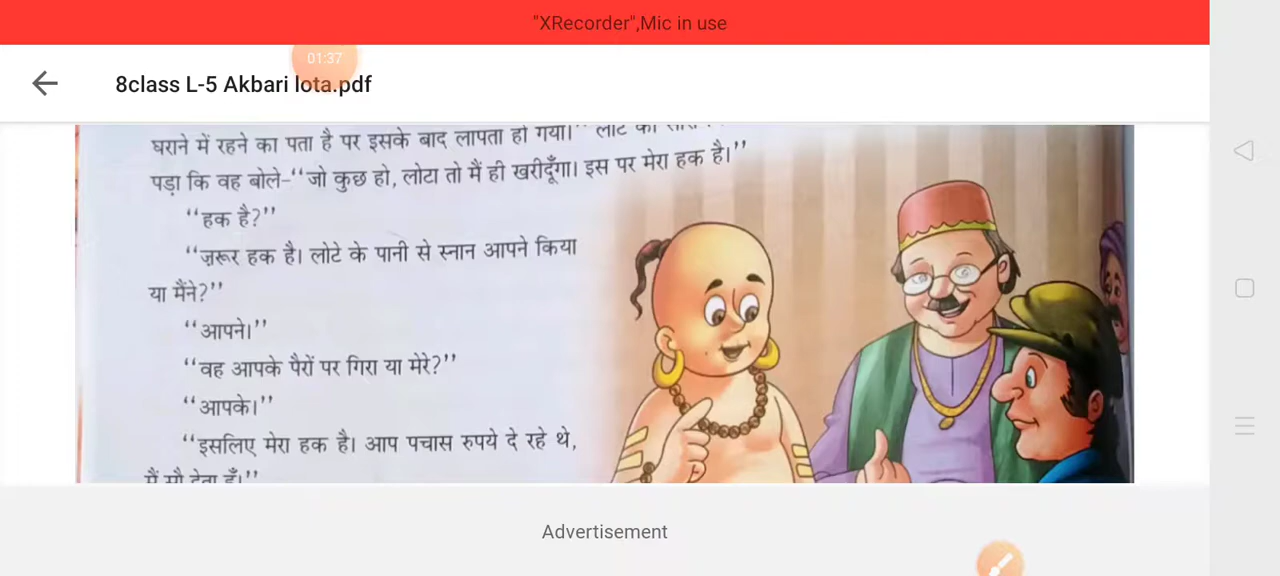 "XRecorder",Mic in use
01:37
8class L-5 Akbari lota.pdf
घराने में रहने का पता है पर इसके बाद लापता हो गया।"
पड़ा कि वह बोले-"जो कुछ हो, लोटा तो मैं ही खरीदूँगा। इस पर मेरा हक है।"
"हक है?"
"ज़रूर हक है। लोटे के पानी से स्नान आपने किया
या मैंने?"
"आपने।"
"वह आपके पैरों पर गिरा या मेरे?"
"आपके।"
"इसलिए मेरा हक है। आप पचास रुपये दे रहे थे,
मैं सौ देता हूँ।"
Advertisement